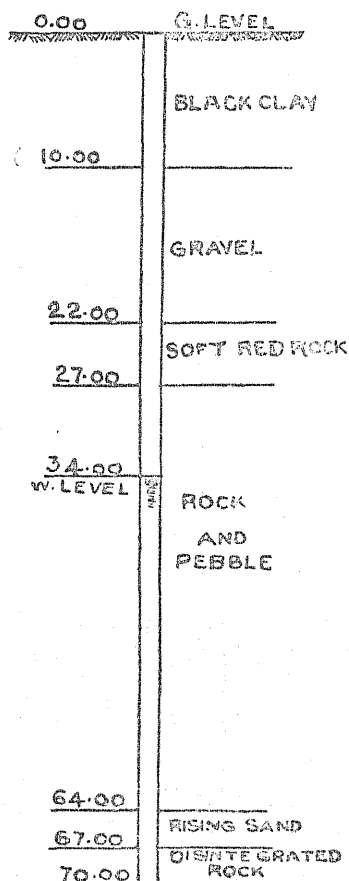 0.00 G. LEVEL
BLACK CLAY
10.00
GRAVEL
22.00
SOFT RED ROCK
27.00
34.00
W. LEVEL
ROCK
AND
PEBBLE
64.00
RISING SAND
67.00
DISINTEGRATED
ROCK
70.00